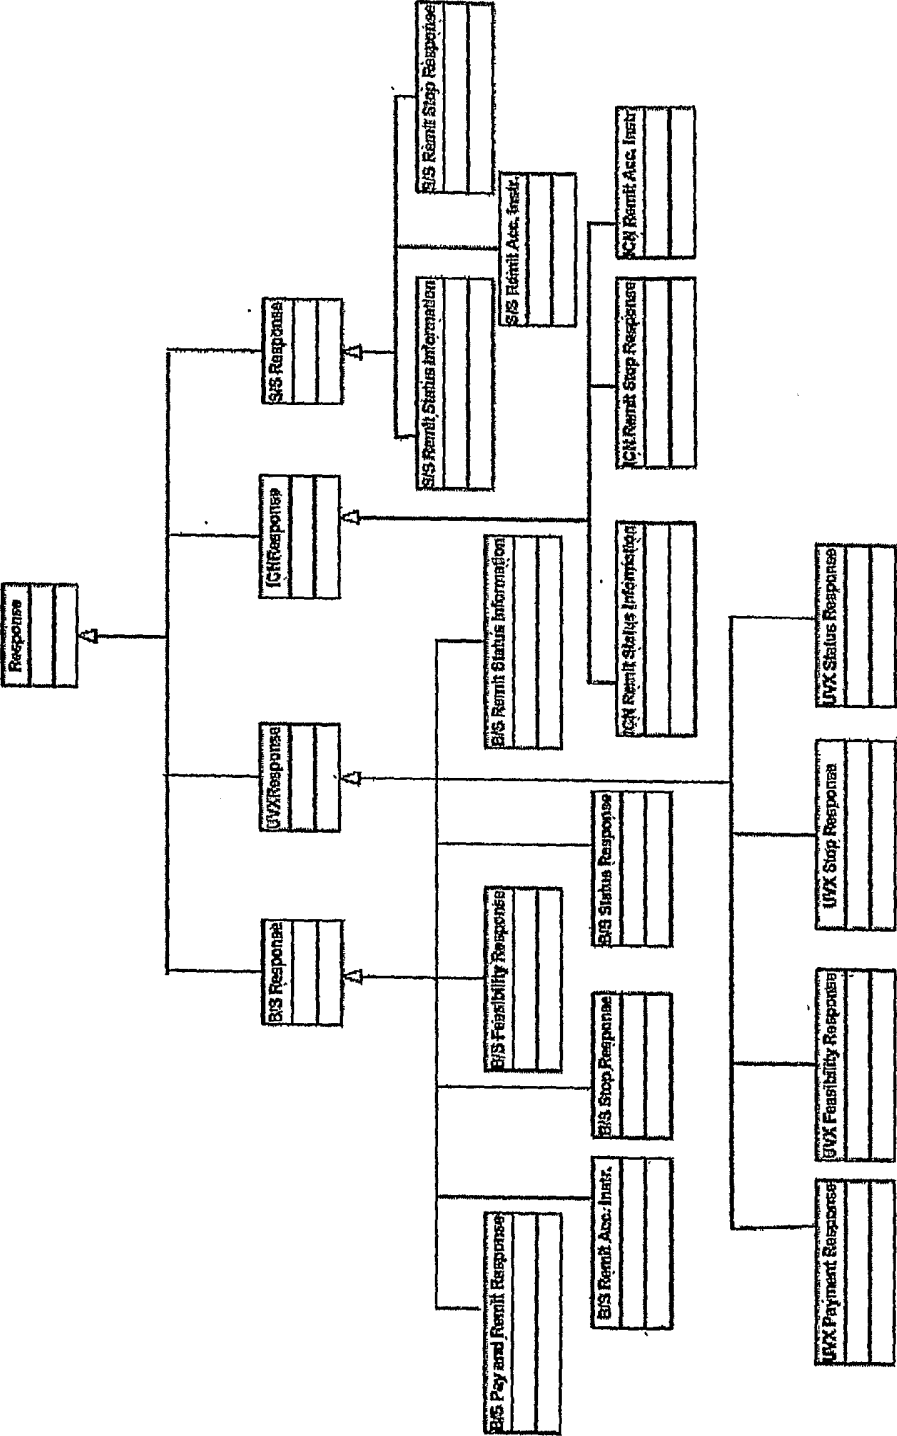 Response
B/S Response
UVXResponse
ICNResponse
S/S Response
B/S Pay and Remit Response
B/S Feasibility Response
B/S Remit Status Information
S/S Remit Status Information
S/S Remit Stop Response
S/S Remit Acc. Instr.
B/S Remit Acc. Instr.
B/S Stop Response
B/S Status Response
ICN Remit Status Information
ICN Remit Stop Response
ICN Remit Acc. Instr
UVX Payment Response
UVX Feasibility Response
UVX Stop Response
UVX Status Response